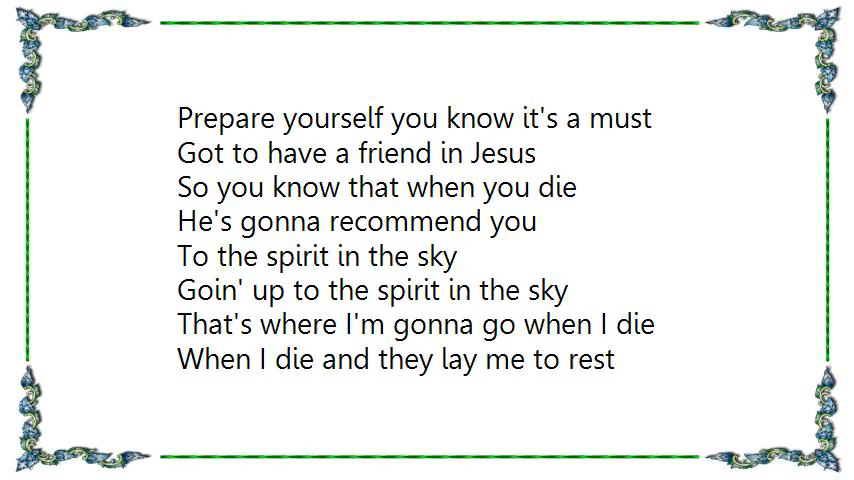 Prepare yourself you know it's a must
Got to have a friend in Jesus
So you know that when you die
He's gonna recommend you
To the spirit in the sky
Goin' up to the spirit in the sky
That's where I'm gonna go when I die
When I die and they lay me to rest